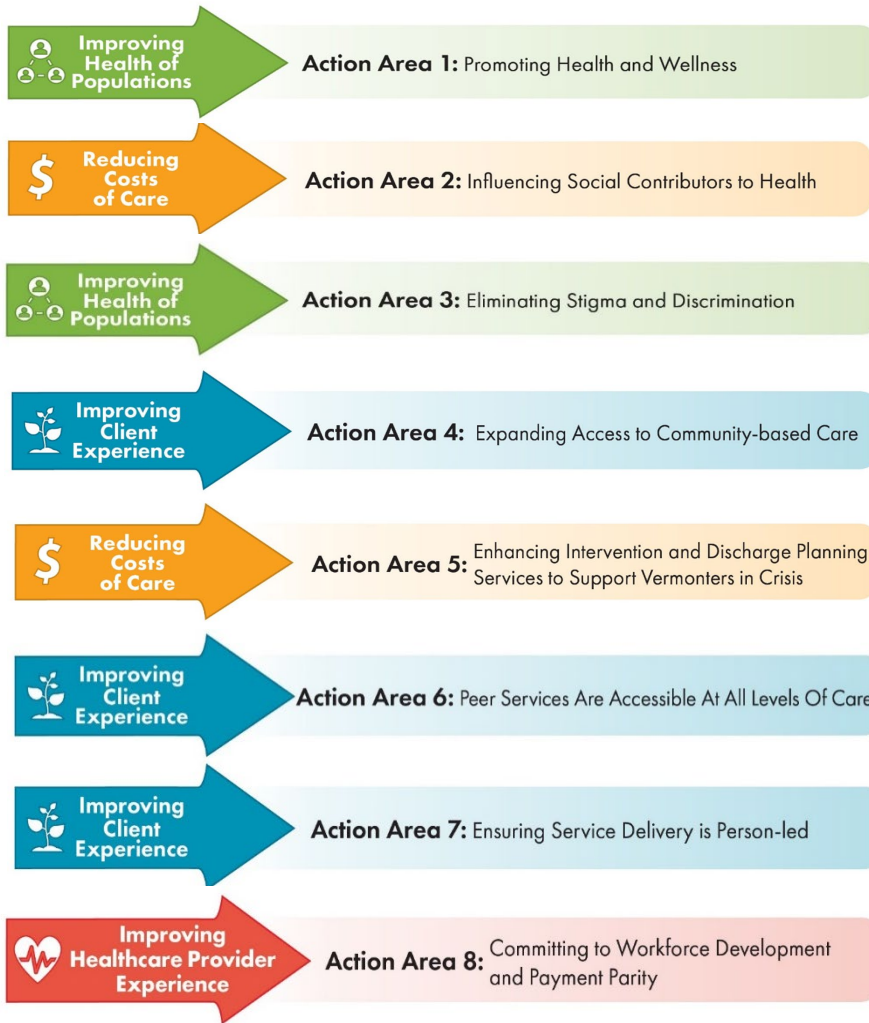 Improving
Health of
Populations
Action Area 1: Promoting Health and Wellness
$ Reducing
Costs
of Care
Action Area 2: Influencing Social Contributors to Health
Improving
Health of
Populations
Action Area 3: Eliminating Stigma and Discrimination
Improving
Client
Experience
Action Area 4: Expanding Access to Community-based Care
$ Reducing
Costs
of Care
Action Area 5: Enhancing Intervention and Discharge Planning
Services to Support Vermonters in Crisis
Improving
Client
Experience
Action Area 6: Peer Services Are Accessible At All Levels Of Care
Improving
Client
Experience
Action Area 7: Ensuring Service Delivery is Person-led
Improving
Healthcare Provider
Experience
Action Area 8: Committing to Workforce Development
and Payment Parity